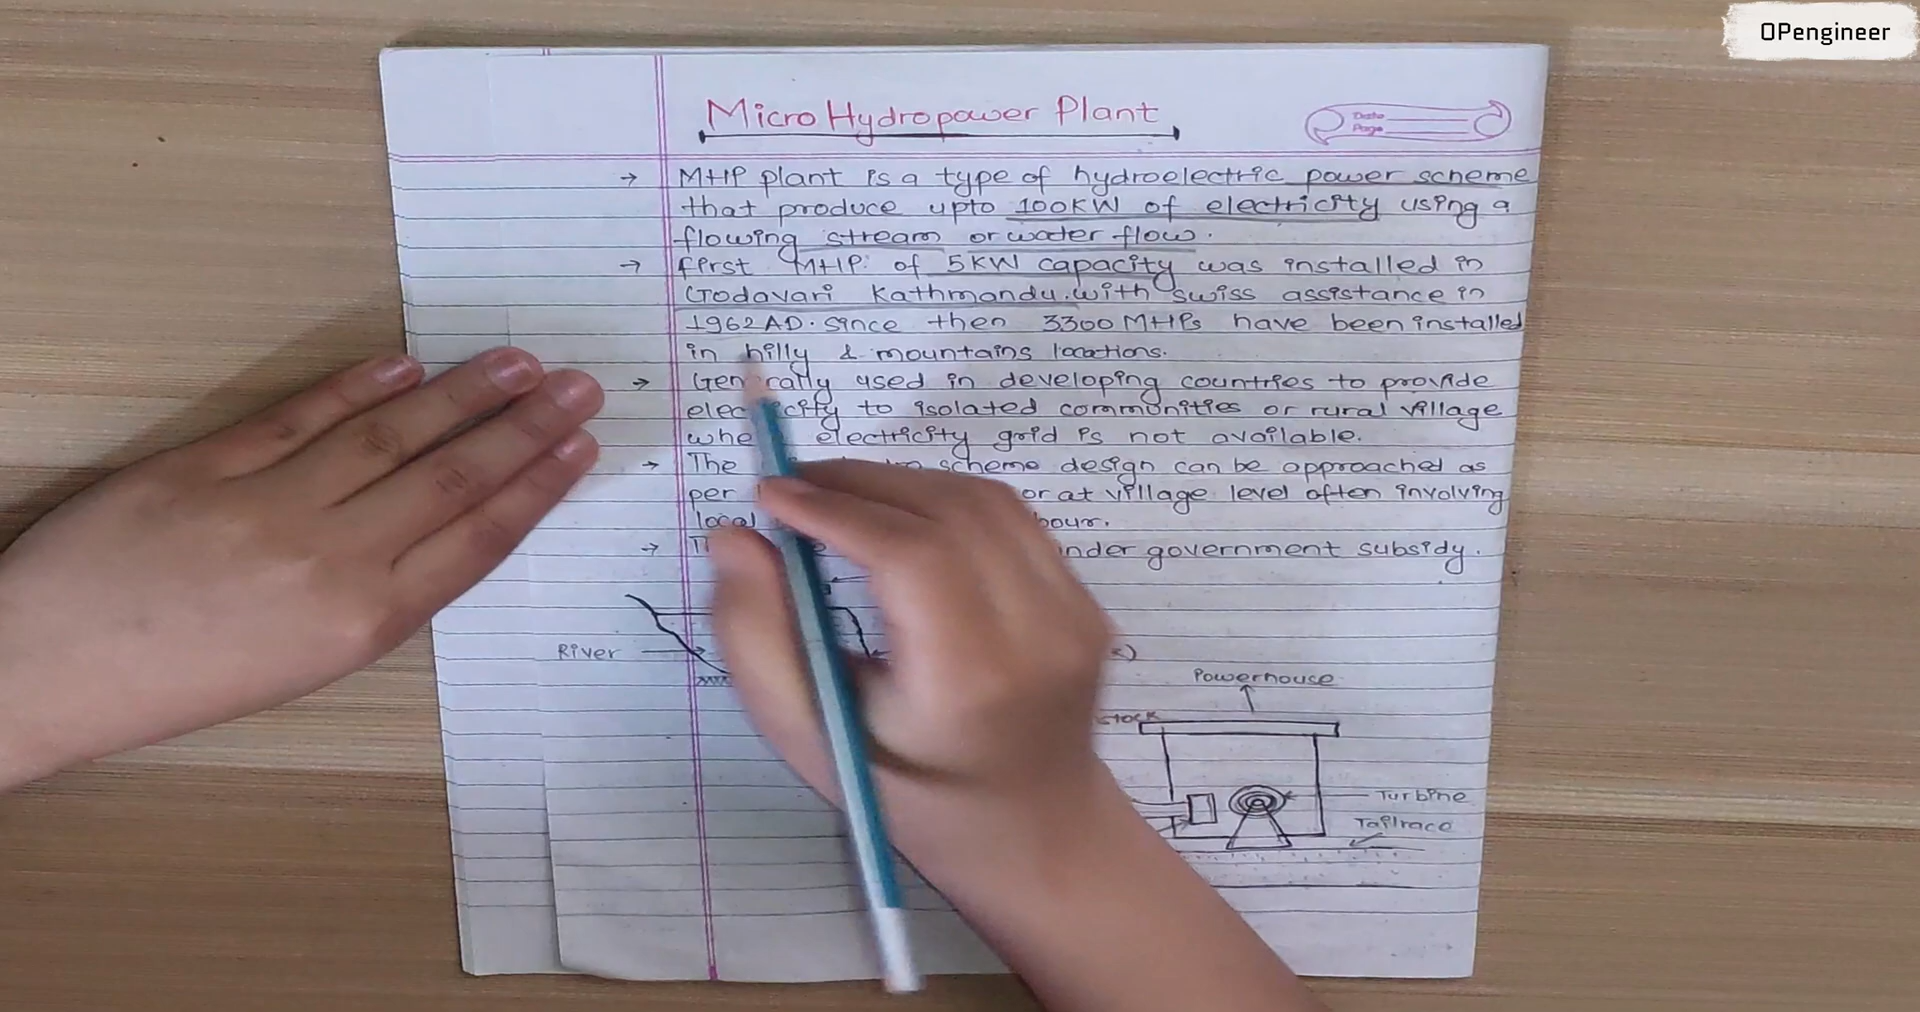 OPengineer
Micro Hydropower Plant
Date
Page
→ MHP plant is a type of hydroelectric power scheme
that produce upto 100KW of electricity using a
flowing stream or water flow.
→ first MHP of 5KW capacity was installed in
Godavari Kathmandu with swiss assistance in
1962 AD. since then 3300 MHPs have been installed
in hilly & mountains locations.
→ Generally used in developing countries to provide
electricity to isolated communities or rural village
electricity grid is not available.
→ The scheme design can be approached as
per or at village level often involving
local
→ under government subsidy.
River
Powerhouse
Turbine
Tailrace